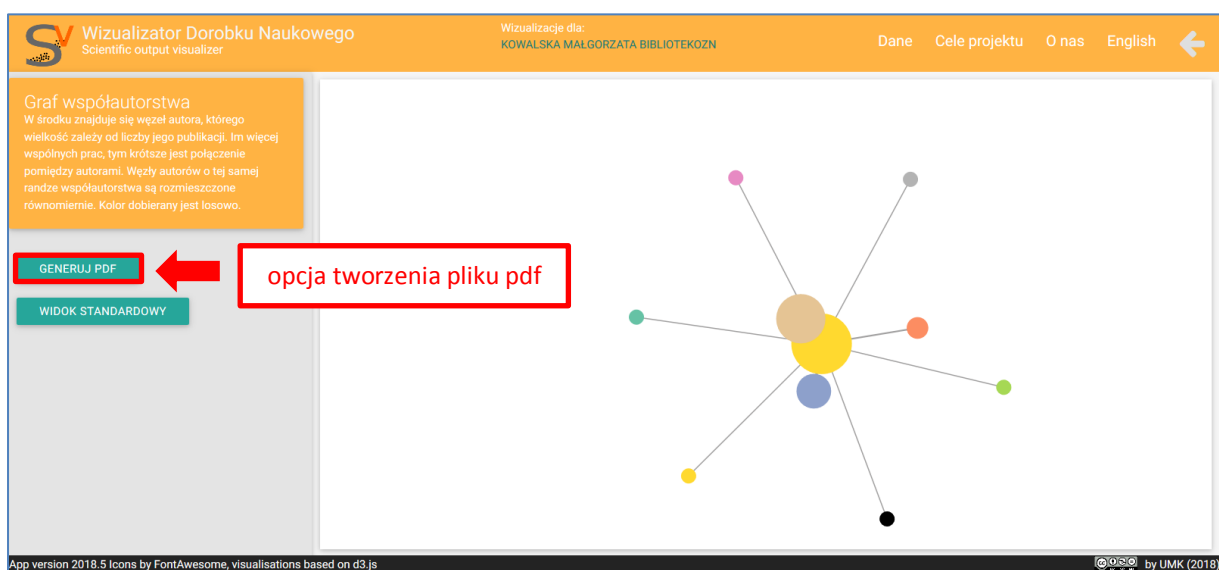 SV
Wizualizator Dorobku Naukowego
Scientific output visualizer
Wizualizacje dla:
KOWALSKA MAŁGORZATA BIBLIOTEKOZN
Dane Cele projektu O nas English
Graf współautorstwa
W środku znajduje się węzeł autora, którego
wielkość zależy od liczby jego publikacji. Im więcej
wspólnych prac, tym krótsze jest połączenie
pomiędzy autorami. Węzły autorów o tej samej
randze współautorstwa są rozmieszczone
równomiernie. Kolor dobierany jest losowo.
GENERUJ PDF
opcja tworzenia pliku pdf
WIDOK STANDARDOWY
App version 2018.5 Icons by FontAwesome, visualisations based on d3.js
by UMK (2018)